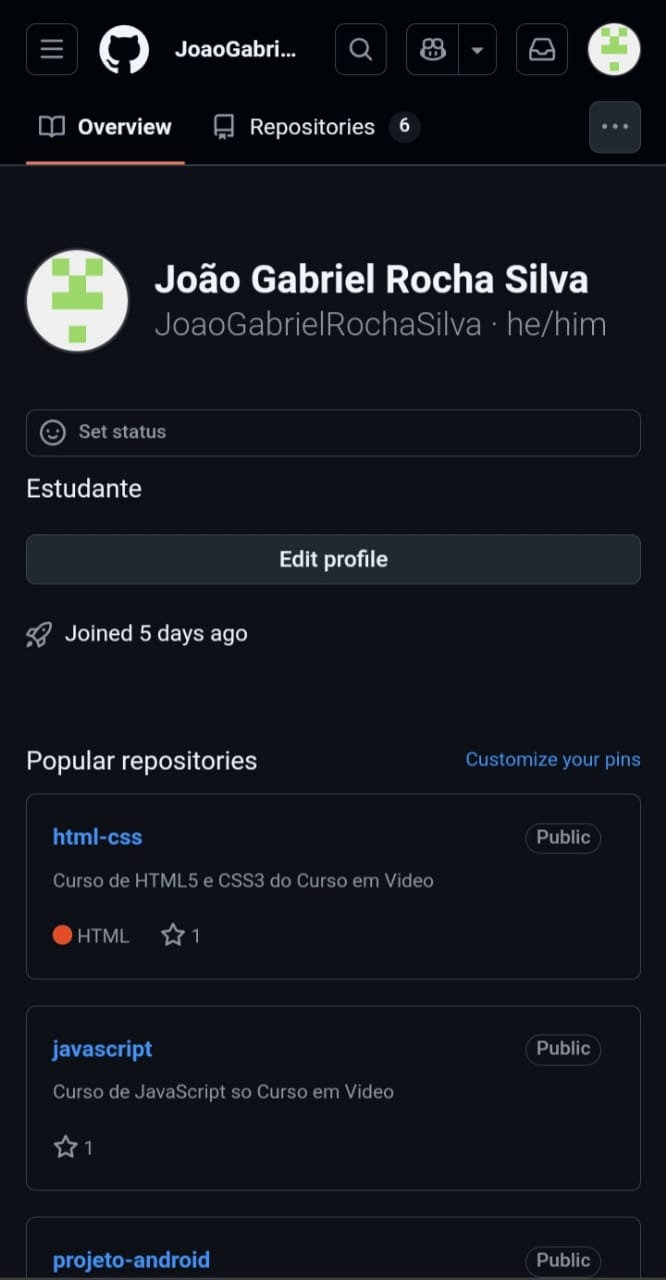 JoaoGabri...
Overview
Repositories 6
João Gabriel Rocha Silva
JoaoGabrielRochaSilva · he/him
Set status
Estudante
Edit profile
Joined 5 days ago
Popular repositories
Customize your pins
html-css
Public
Curso de HTML5 e CSS3 do Curso em Video
HTML 1
javascript
Public
Curso de JavaScript so Curso em Video
1
projeto-android
Public